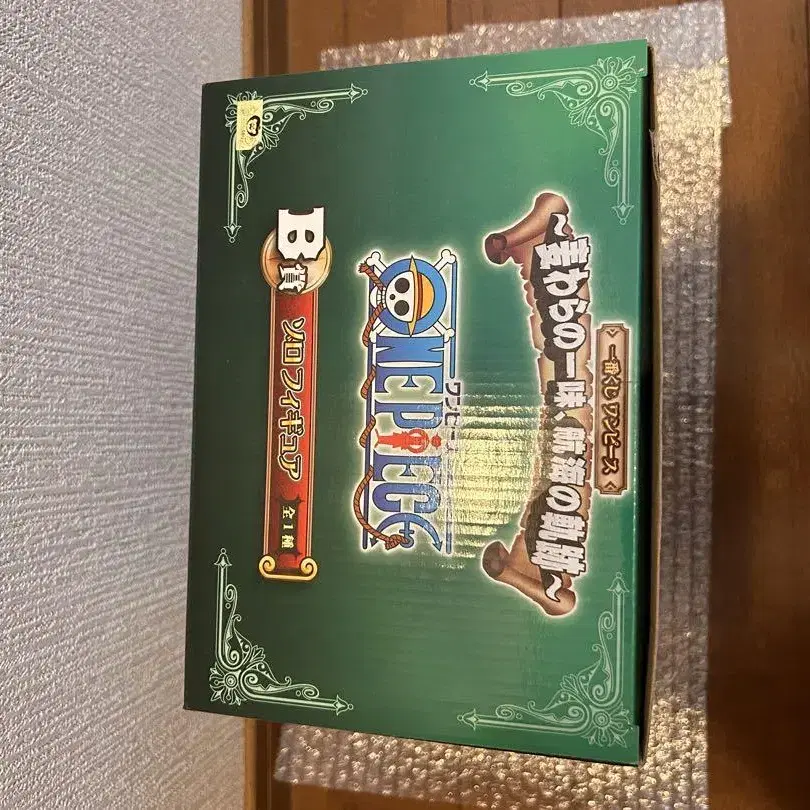 一番くじ ワンピース
～麦わらの一味、航海の軌跡～
ワンピース
ONE PIECE
B賞
ゾロフィギュア
全1種